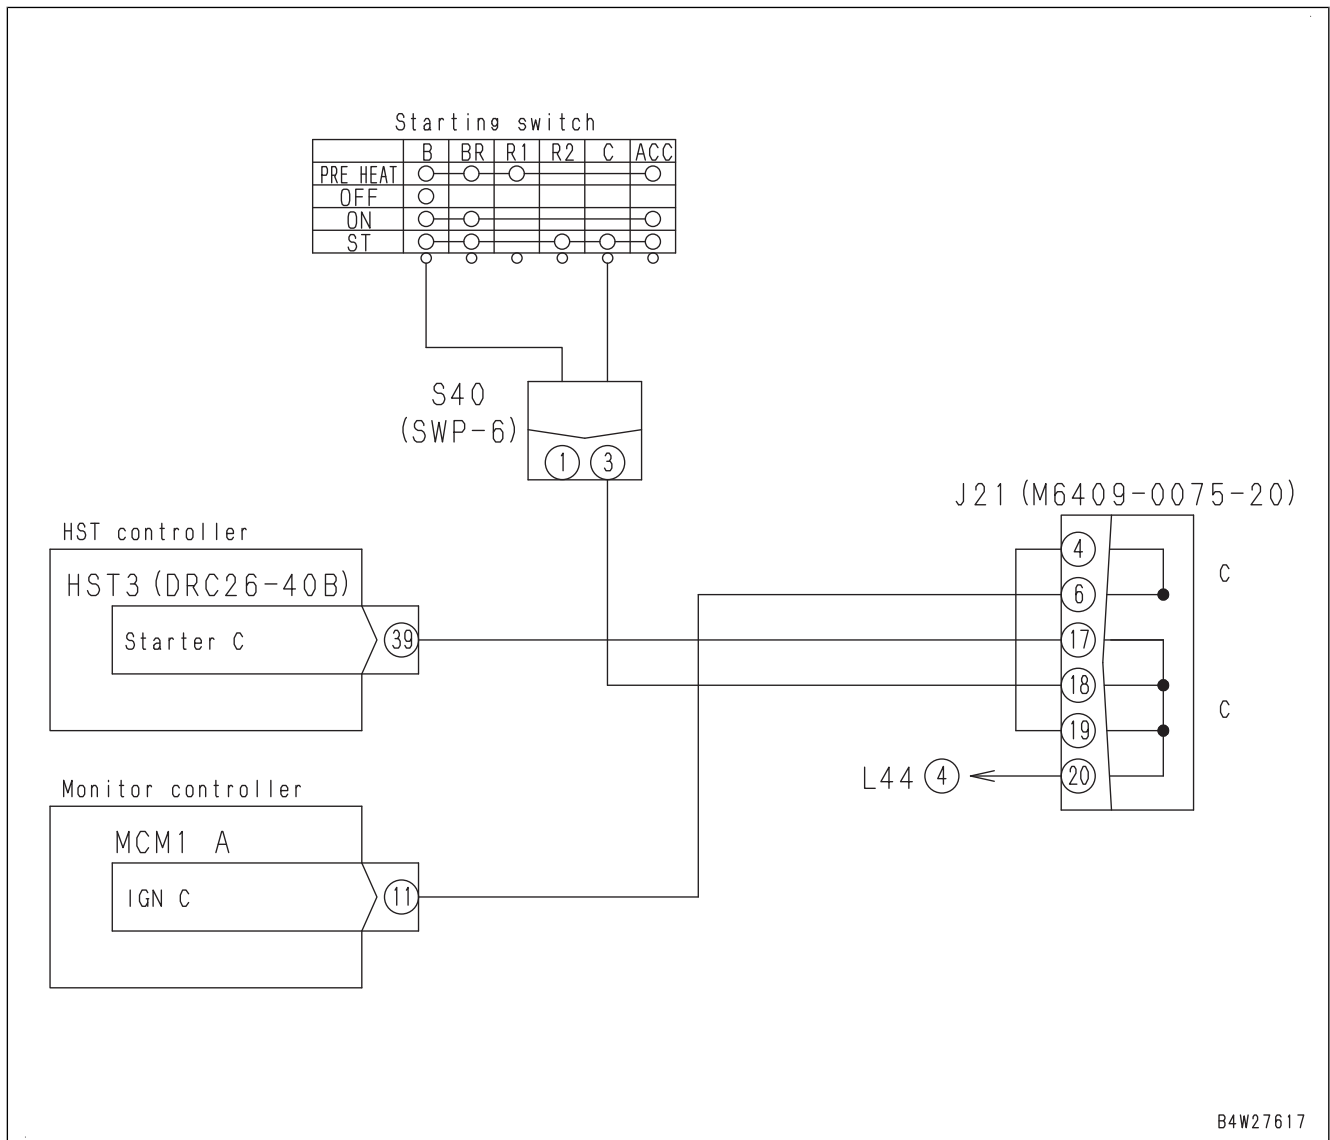 Starting switch
B BR R1 R2 C ACC
PRE HEAT
OFF
ON
ST
S40
(SWP-6)
1 3
J21 (M6409-0075-20)
HST controller
HST3 (DRC26-40B)
Starter C
39
4
C
6
17
18
C
19
L44 4
20
Monitor controller
MCM1 A
IGN C
11
B4W27617